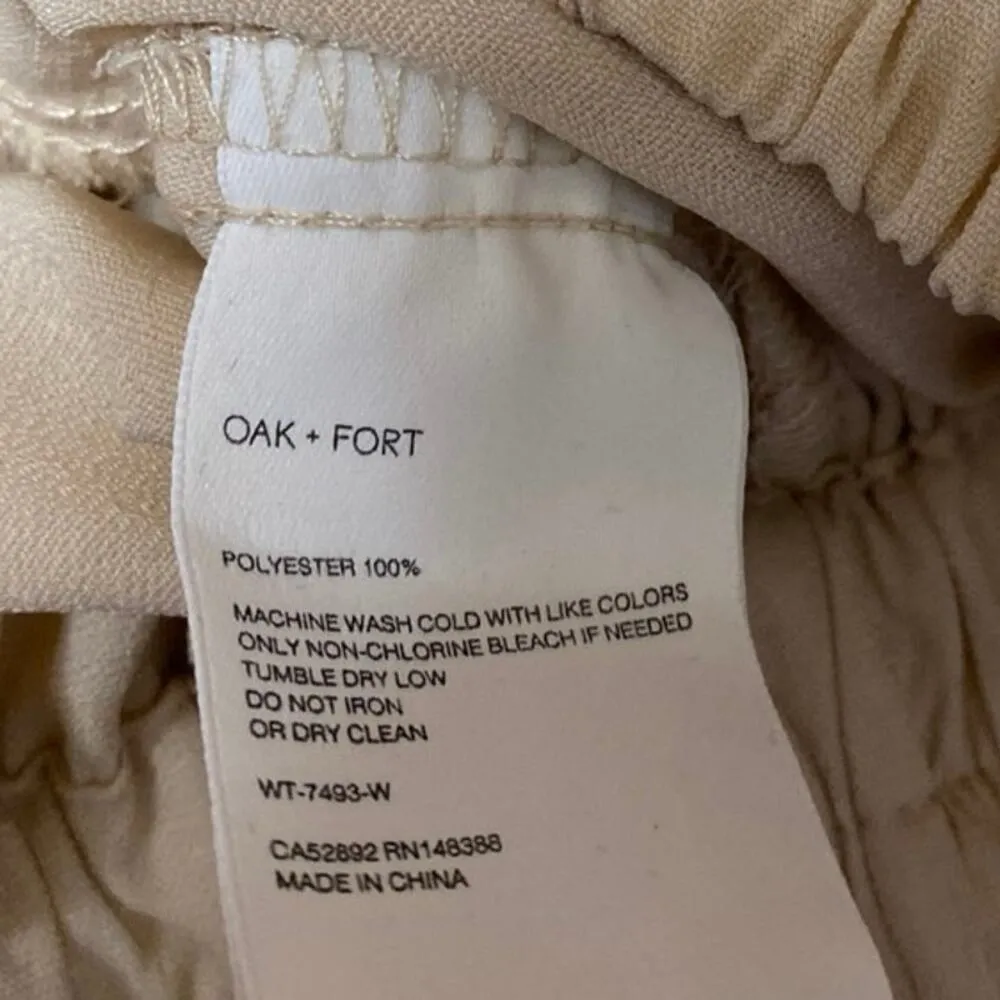 OAK + FORT
POLYESTER 100%
MACHINE WASH COLD WITH LIKE COLORS
ONLY NON-CHLORINE BLEACH IF NEEDED
TUMBLE DRY LOW
DO NOT IRON
OR DRY CLEAN
WT-7493-W
CA52892 RN148388
MADE IN CHINA